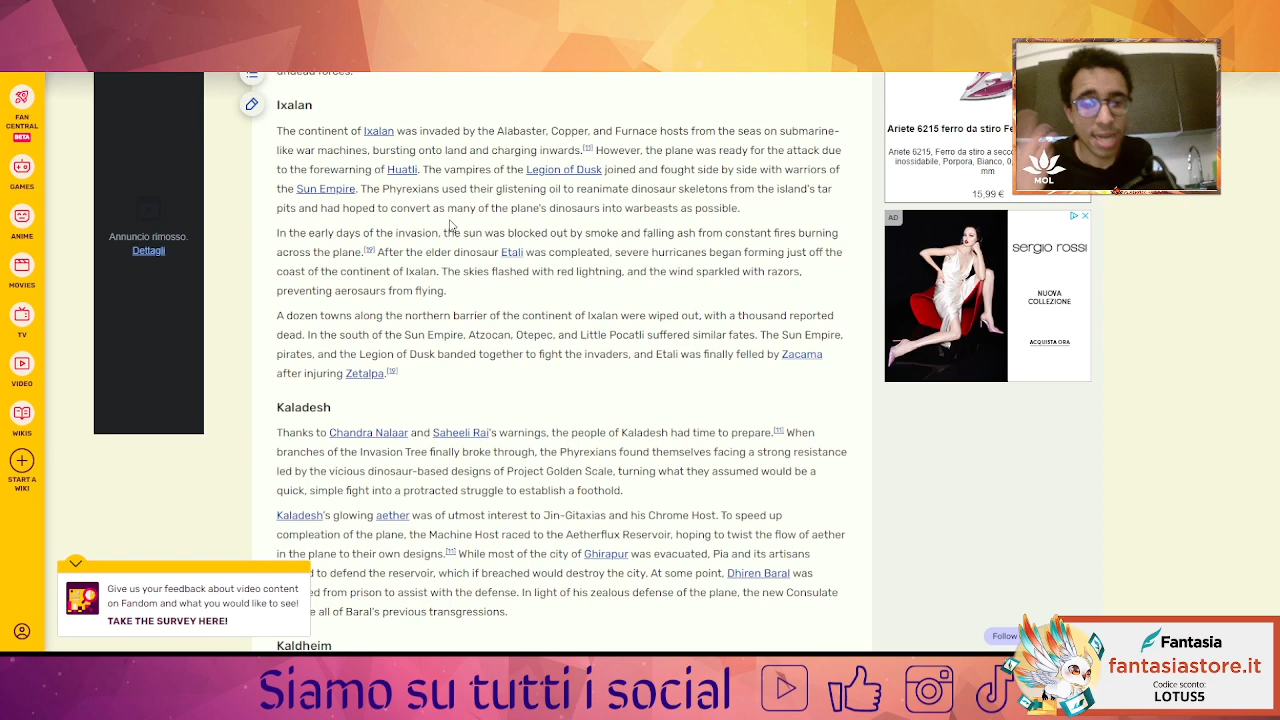 undead forces.
Ixalan
The continent of Ixalan was invaded by the Alabaster, Copper, and Furnace hosts from the seas on submarine-
like war machines, bursting onto land and charging inwards.[11] However, the plane was ready for the attack due
to the forewarning of Huatli. The vampires of the Legion of Dusk joined and fought side by side with warriors of
the Sun Empire. The Phyrexians used their glistening oil to reanimate dinosaur skeletons from the land's tar
pits and had hoped to convert as many of the plane's dinosaurs into warbeasts as possible.
In the early days of the invasion, the sun was blocked out by smoke and falling ash from constant fires burning
across the plane.[19] After the elder dinosaur Etali was completed, severe hurricanes began forming just off the
coast of the continent of Ixalan. The skies flashed with red lightning, and the wind sparkled with razors,
preventing aerosaurs from flying.
A dozen towns along the northern barrier of the continent of Ixalan were wiped out, with a thousand reported
dead. In the south of the Sun Empire, Atzocan, Otepec, and Little Pocatli suffered similar fates. The Sun Empire,
pirates, and the Legion of Dusk banded together to fight the invaders, and Etali was finally felled by Zacama
after injuring Zetalpa.[19]
Kaladesh
Thanks to Chandra Nalaar and Saheeli Rai's warnings, the people of Kaladesh had time to prepare.[11] When
branches of the Invasion Tree finally broke through, the Phyrexians found themselves facing a strong resistance
led by the vicious dinosaur-based designs of Project Golden Scale, turning what they assumed would be a
quick, simple fight into a protracted struggle to establish a foothold.
Kaladesh's glowing aether was of utmost interest to Jin-Gitaxias and his Chrome Host. To speed up
compleation of the plane, the Machine Host raced to the Aetherflux Reservoir, hoping to twist the flow of aether
in the plane to their own designs.[11] While most of the city of Ghirapur was evacuated, Pia and its artisans
to defend the reservoir, which if breached would destroy the city. At some point, Dhiren Baral was
from prison to assist with the defense. In light of his zealous defense of the plane, the new Consulate
all of Baral's previous transgressions.
Kaldheim
FAN
CENTRAL
BETA
GAMES
ANIME
MOVIES
TV
VIDEO
WIKIS
START A
WIKI
Annuncio rimosso.
Dettagli
Give us your feedback about video content
on Fandom and what you would like to see!
TAKE THE SURVEY HERE!
Ariete 6215 ferro da stiro Fe
Ariete 6215, Ferro da stiro a secco
inossidabile, Porpora, Bianco, 0,
mm
15,99 €
MOL
AD
sergio rossi
NUOVA
COLLEZIONE
ACQUISTA ORA
Follow
Siamo su tutti i social
Fantasia
fantasiastore.it
Codice sconto:
LOTUS5